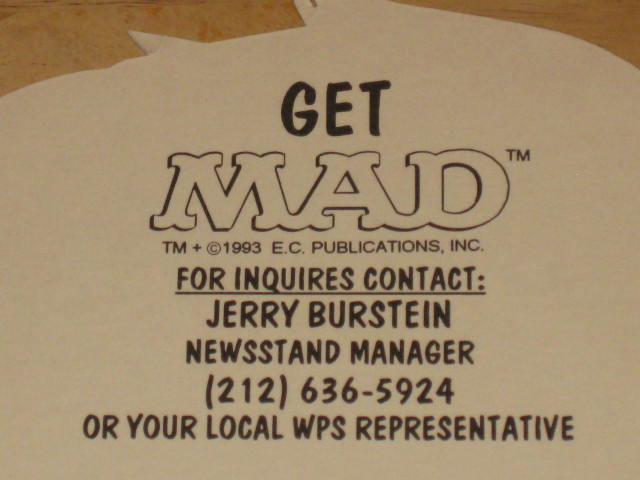 GET
MAD™
TM + ©1993 E.C. PUBLICATIONS, INC.
FOR INQUIRES CONTACT:
JERRY BURSTEIN
NEWSSTAND MANAGER
(212) 636-5924
OR YOUR LOCAL WPS REPRESENTATIVE